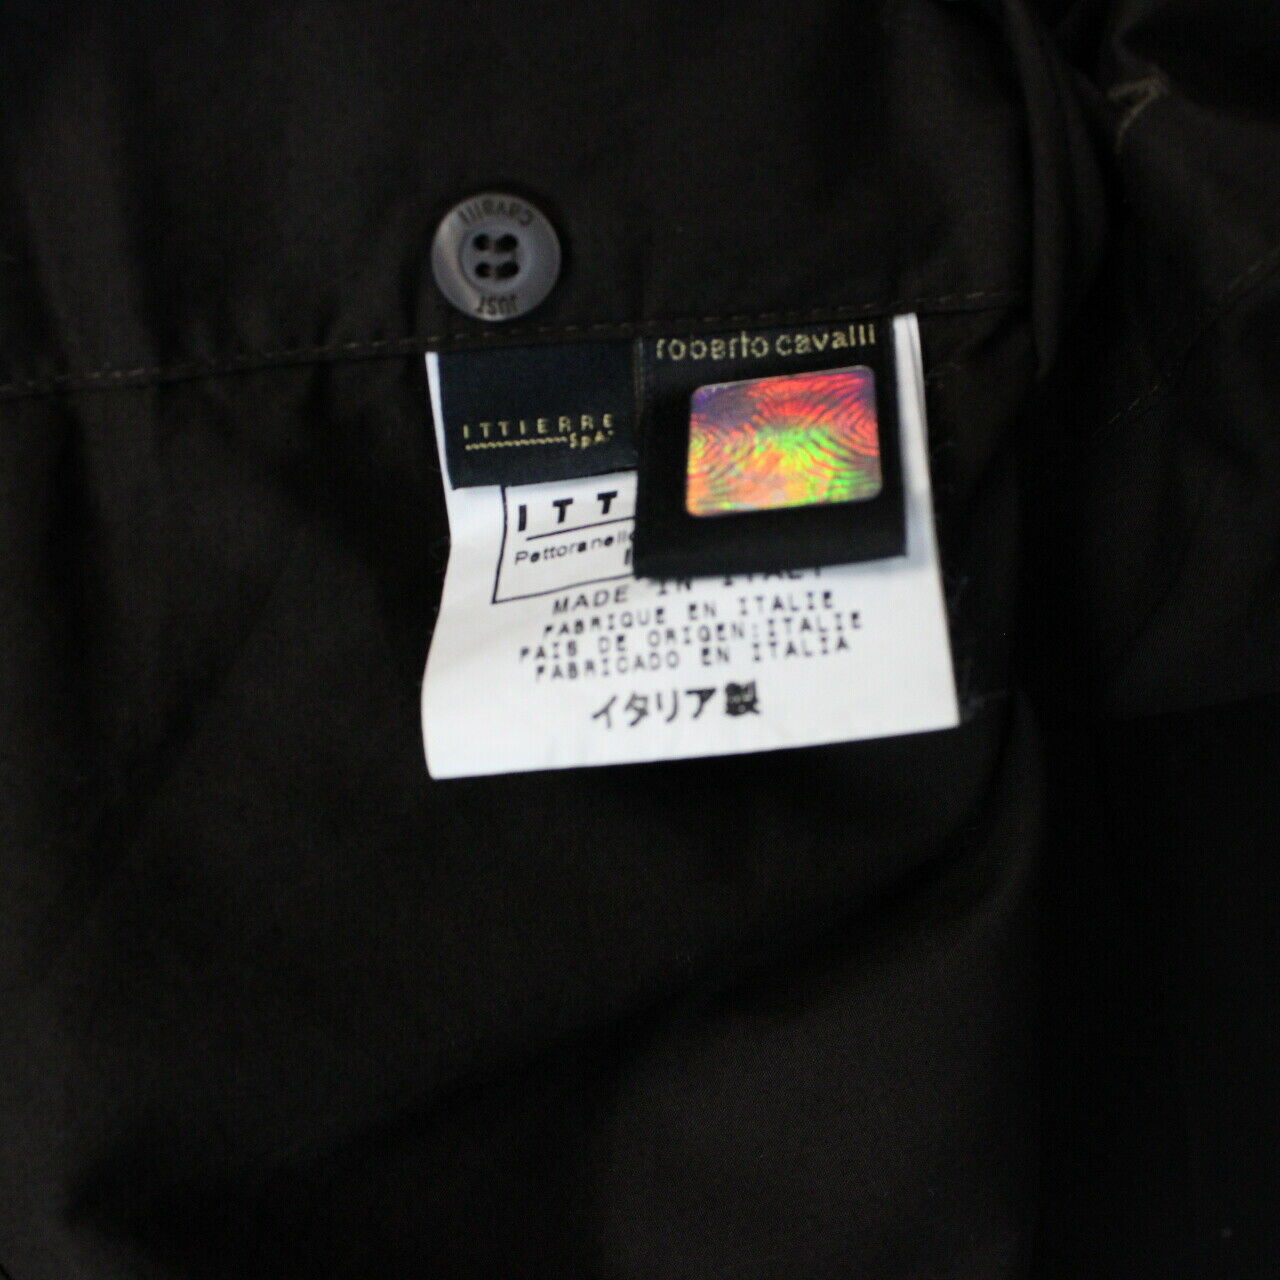 cavalli
JUST
roberto cavalli
ITTIERRE
SpA
ITT
MADE IN ITALY
FABRIQUE EN ITALIE
PAIS DE ORIGEN:ITALIE
FABRICADO EN ITALIA
イタリア製